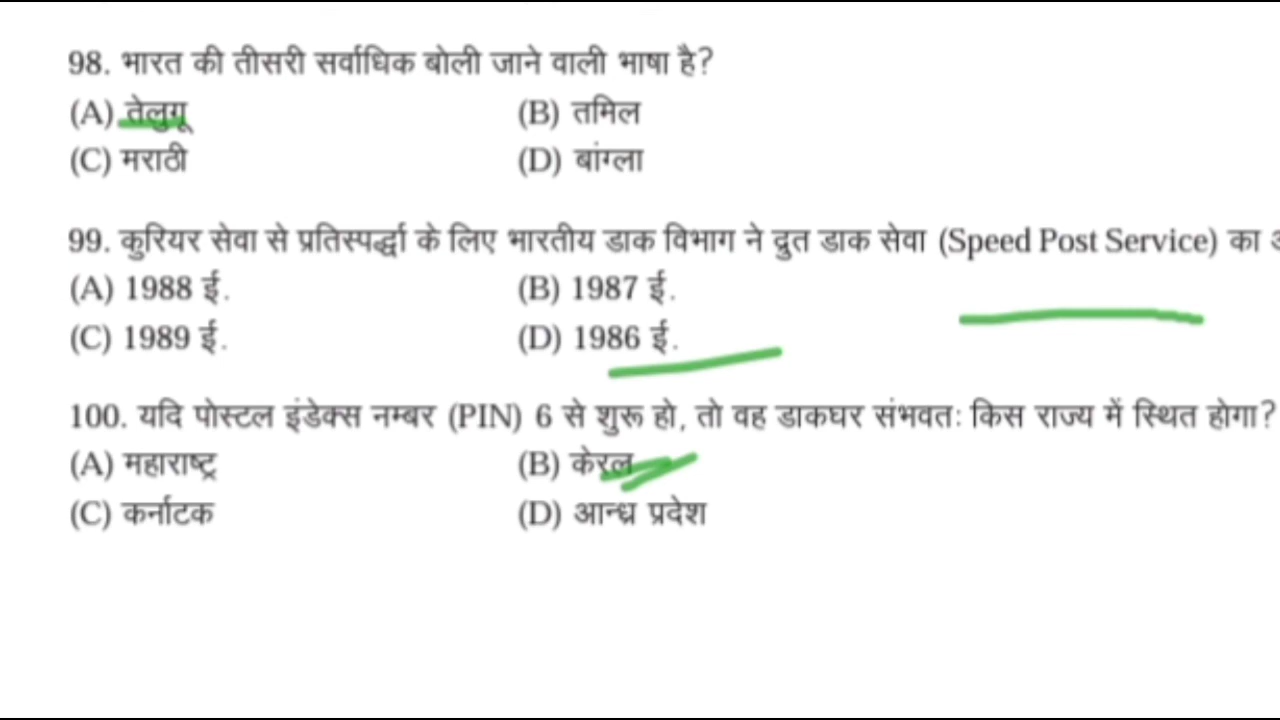 98. भारत की तीसरी सर्वाधिक बोली जाने वाली भाषा है?
(A) तेलुगू (B) तमिल
(C) मराठी (D) बांग्ला
99. कुरियर सेवा से प्रतिस्पर्द्धा के लिए भारतीय डाक विभाग ने द्रुत डाक सेवा (Speed Post Service) का
(A) 1988 ई. (B) 1987 ई.
(C) 1989 ई. (D) 1986 ई.
100. यदि पोस्टल इंडेक्स नम्बर (PIN) 6 से शुरू हो, तो वह डाकघर संभवतः किस राज्य में स्थित होगा?
(A) महाराष्ट्र (B) केरल
(C) कर्नाटक (D) आन्ध्र प्रदेश